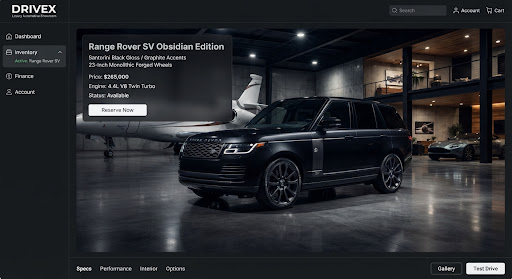 DRIVEX
Luxury Automotive Showroom
Search
Account
Cart
Dashboard
Inventory
Active: Range Rover SV
Finance
Account
Range Rover SV Obsidian Edition
Santorini Black Gloss / Graphite Accents
23-Inch Monolithic Forged Wheels
Price: $265,000
Engine: 4.4L V8 Twin Turbo
Status: Available
Reserve Now
Specs
Performance
Interior
Options
Gallery
Test Drive